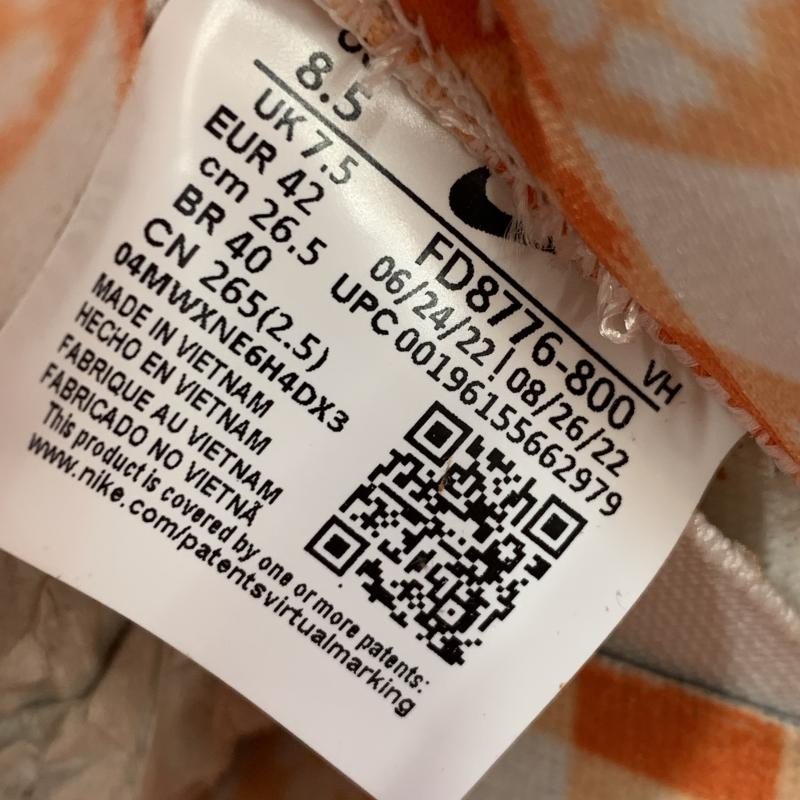 8.5
UK 7.5
EUR 42
cm 26.5
BR 40
CN 265(2.5)
04MWXNE6H4DX3
MADE IN VIETNAM
HECHO EN VIETNAM
FABRIQUE AU VIETNAM
FABRICADO NO VIETNÃ
This product is covered by one or more patents:
www.nike.com/patentsvirtualmarking
VH
FD8776-800
06/24/22 | 08/26/22
UPC 00196155662979